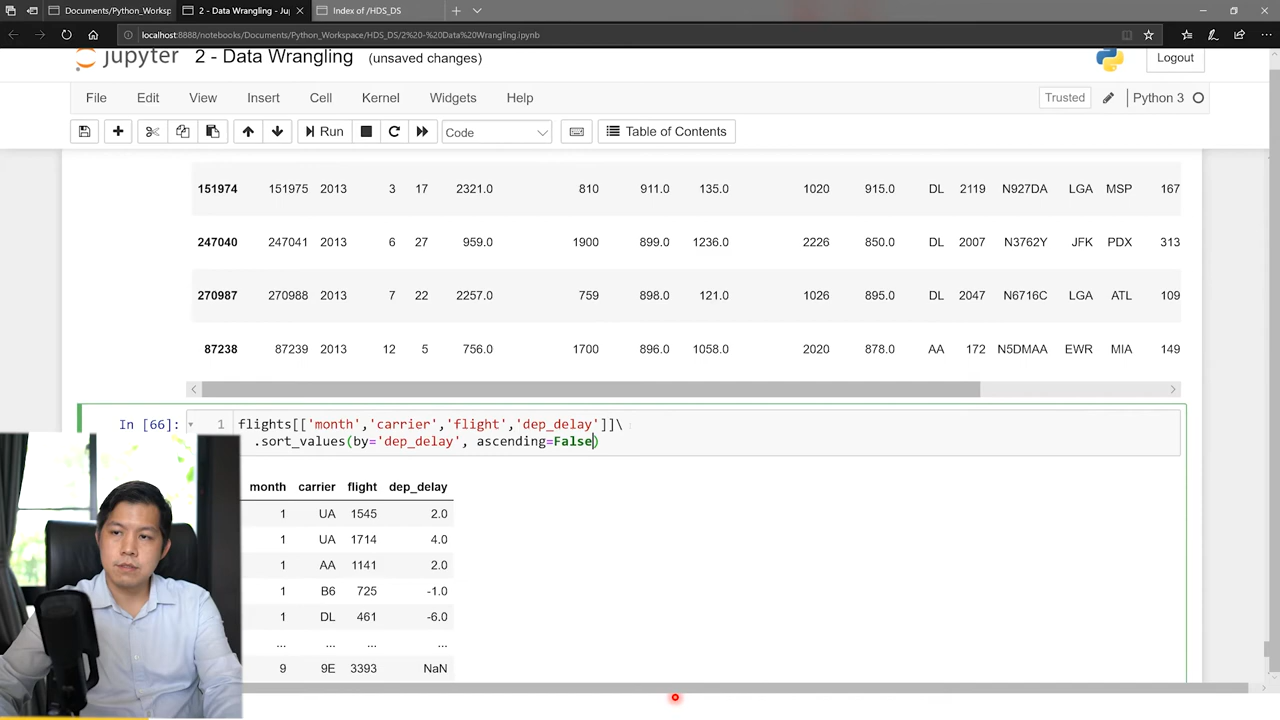 Documents/Python_Worksp
2 - Data Wrangling - Ju
Index of /HDS_DS
localhost:8888/notebooks/Documents/Python_Workspace/HDS_DS/2%20-%20Data%20Wrangling.ipynb
jupyter 2 - Data Wrangling (unsaved changes)
Logout
File Edit View Insert Cell Kernel Widgets Help
Trusted Python 3
Run Code Table of Contents
151974 151975 2013 3 17 2321.0 810 911.0 135.0 1020 915.0 DL 2119 N927DA LGA MSP 167
247040 247041 2013 6 27 959.0 1900 899.0 1236.0 2226 850.0 DL 2007 N3762Y JFK PDX 313
270987 270988 2013 7 22 2257.0 759 898.0 121.0 1026 895.0 DL 2047 N6716C LGA ATL 109
87238 87239 2013 12 5 756.0 1700 896.0 1058.0 2020 878.0 AA 172 N5DMAA EWR MIA 149
In [66]: 1 flights[['month','carrier','flight','dep_delay']]\
.sort_values(by='dep_delay', ascending=False)
month carrier flight dep_delay
1 UA 1545 2.0
1 UA 1714 4.0
1 AA 1141 2.0
1 B6 725 -1.0
1 DL 461 -6.0
... ... ... ...
9 9E 3393 NaN